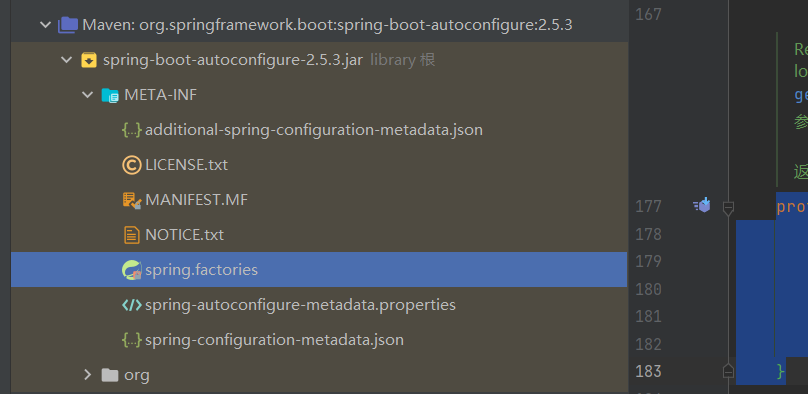 Maven: org.springframework.boot:spring-boot-autoconfigure:2.5.3
spring-boot-autoconfigure-2.5.3.jar library 根
META-INF
{...} additional-spring-configuration-metadata.json
LICENSE.txt
MANIFEST.MF
NOTICE.txt
spring.factories
</> spring-autoconfigure-metadata.properties
{...} spring-configuration-metadata.json
org
167
Re
lo
ge
参
返
177 pro
178
179
180
181
182
183 }